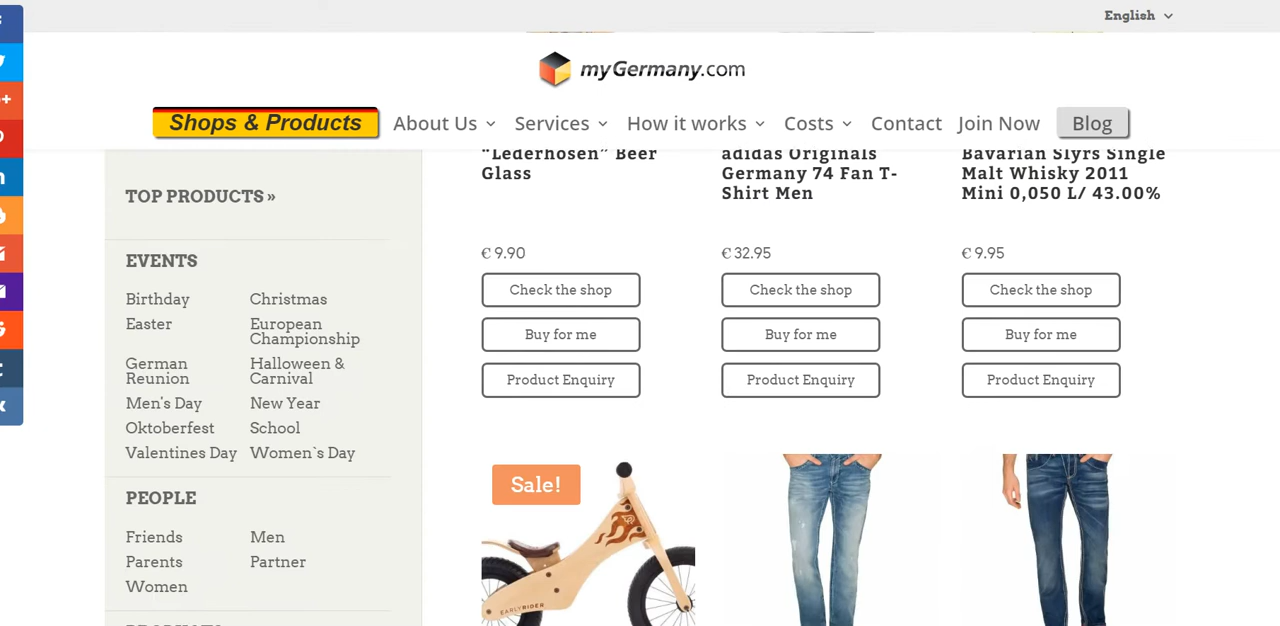 English
myGermany.com
Shops & Products
About Us
Services
How it works
Costs
Contact
Join Now
Blog
TOP PRODUCTS »
EVENTS
Birthday
Christmas
Easter
European
Championship
German
Reunion
Halloween &
Carnival
Men's Day
New Year
Oktoberfest
School
Valentines Day
Women`s Day
PEOPLE
Friends
Men
Parents
Partner
Women
"Lederhosen" Beer
Glass
€ 9.90
Check the shop
Buy for me
Product Enquiry
adidas Originals
Germany 74 Fan T-
Shirt Men
€ 32.95
Check the shop
Buy for me
Product Enquiry
Bavarian Slyrs Single
Malt Whisky 2011
Mini 0,050 L/ 43.00%
€ 9.95
Check the shop
Buy for me
Product Enquiry
Sale!
EARLYRIDER